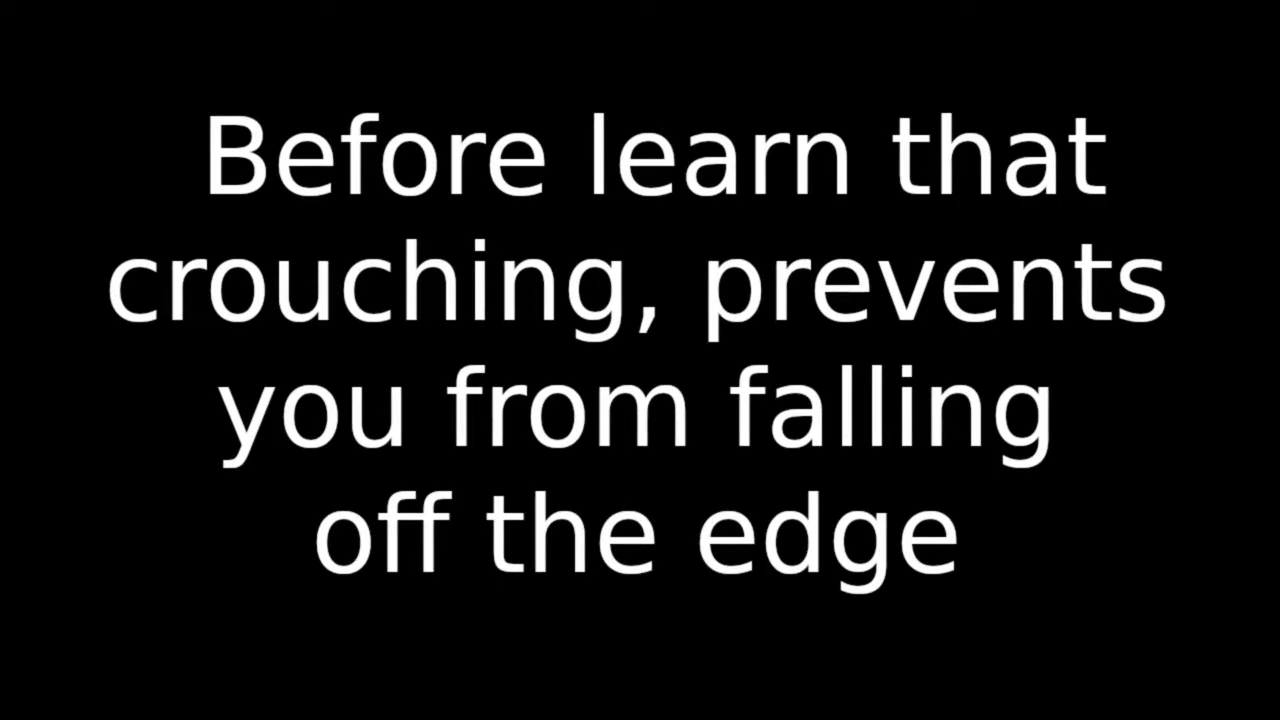 Before learn that
crouching, prevents
you from falling
off the edge